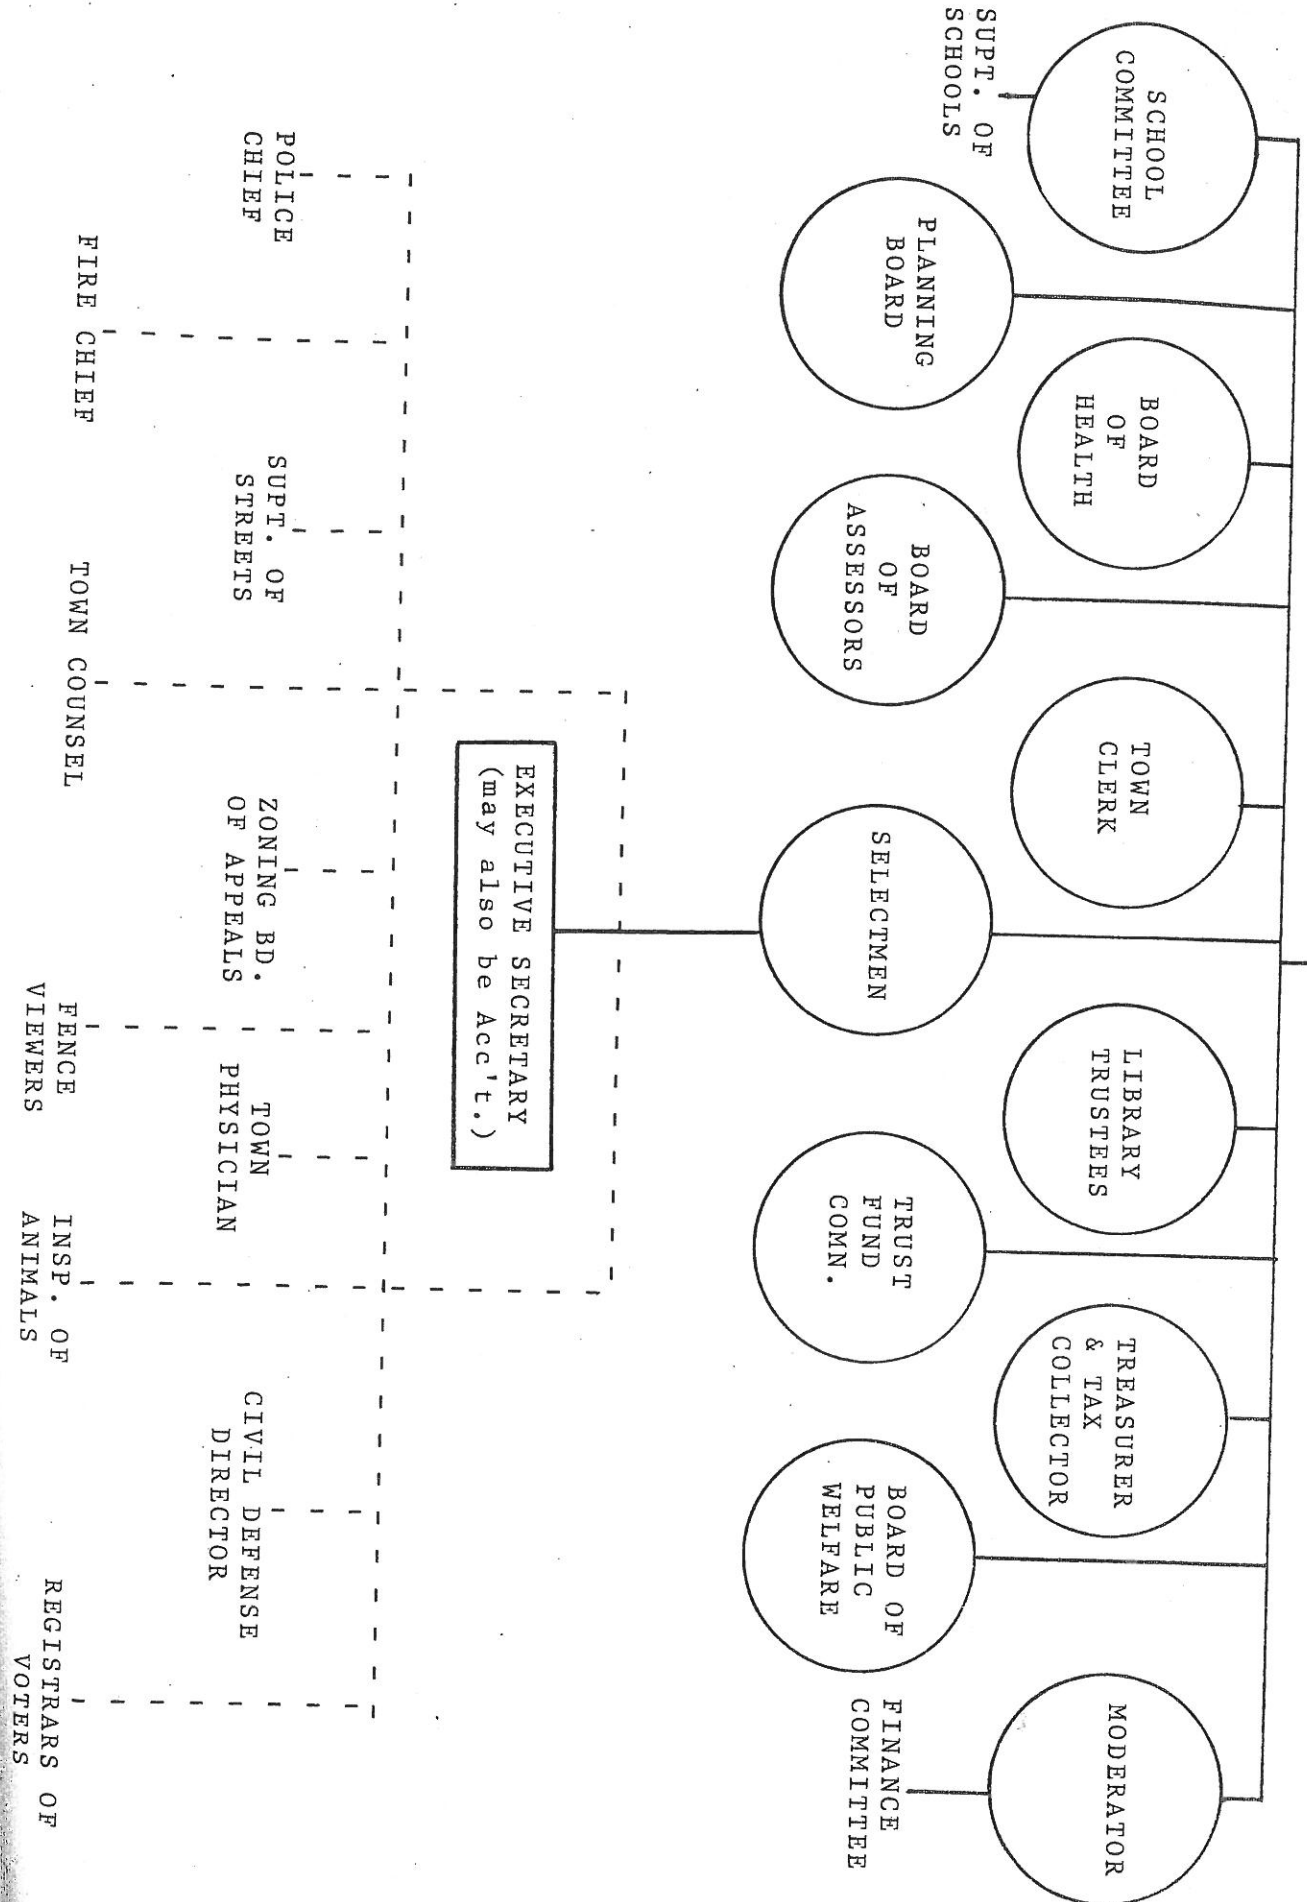 SCHOOL
COMMITTEE
SUPT. OF
SCHOOLS
PLANNING
BOARD
BOARD
OF
HEALTH
BOARD
OF
ASSESSORS
TOWN
CLERK
SELECTMEN
LIBRARY
TRUSTEES
TRUST
FUND
COMN.
TREASURER
& TAX
COLLECTOR
BOARD OF
PUBLIC
WELFARE
MODERATOR
FINANCE
COMMITTEE
EXECUTIVE SECRETARY
(may also be Acc't.)
POLICE
CHIEF
FIRE CHIEF
SUPT. OF
STREETS
TOWN COUNSEL
ZONING BD.
OF APPEALS
FENCE
VIEWERS
TOWN
PHYSICIAN
INSP. OF
ANIMALS
CIVIL DEFENSE
DIRECTOR
REGISTRARS OF
VOTERS